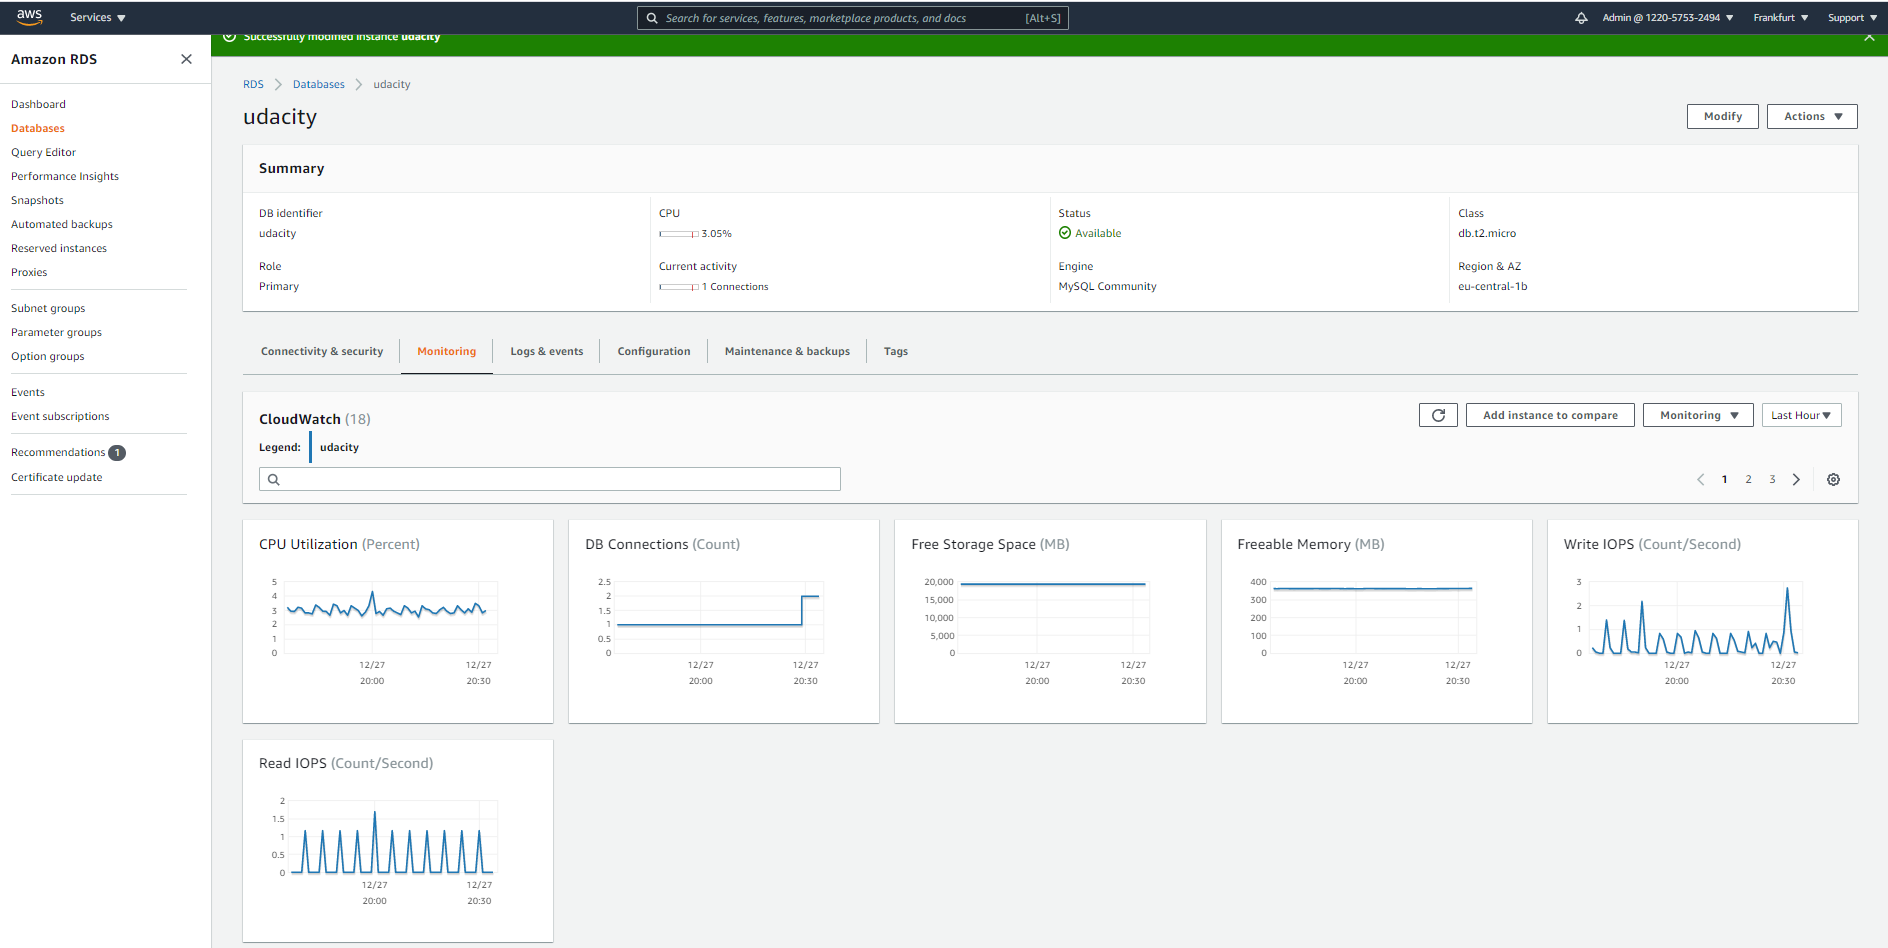 aws
Services ▼
Search for services, features, marketplace products, and docs [Alt+S]
Admin @ 1220-5753-2494 ▼
Frankfurt ▼
Support ▼
Amazon RDS
Dashboard
Databases
Query Editor
Performance Insights
Snapshots
Automated backups
Reserved instances
Proxies
Subnet groups
Parameter groups
Option groups
Events
Event subscriptions
Recommendations 1
Certificate update
Successfully modified instance udacity
RDS > Databases > udacity
udacity
Modify
Actions ▼
Summary
DB identifier
udacity
CPU
3.05%
Status
Available
Class
db.t2.micro
Role
Primary
Current activity
1 Connections
Engine
MySQL Community
Region & AZ
eu-central-1b
Connectivity & security
Monitoring
Logs & events
Configuration
Maintenance & backups
Tags
CloudWatch (18)
Add instance to compare
Monitoring ▼
Last Hour ▼
Legend: udacity
< 1 2 3 >
CPU Utilization (Percent)
5
4
3
2
1
0
12/27 12/27
20:00 20:30
DB Connections (Count)
2.5
2
1.5
1
0.5
0
12/27 12/27
20:00 20:30
Free Storage Space (MB)
20,000
15,000
10,000
5,000
0
12/27 12/27
20:00 20:30
Freeable Memory (MB)
400
300
200
100
0
12/27 12/27
20:00 20:30
Write IOPS (Count/Second)
3
2
1
0
12/27 12/27
20:00 20:30
Read IOPS (Count/Second)
2
1.5
1
0.5
0
12/27 12/27
20:00 20:30